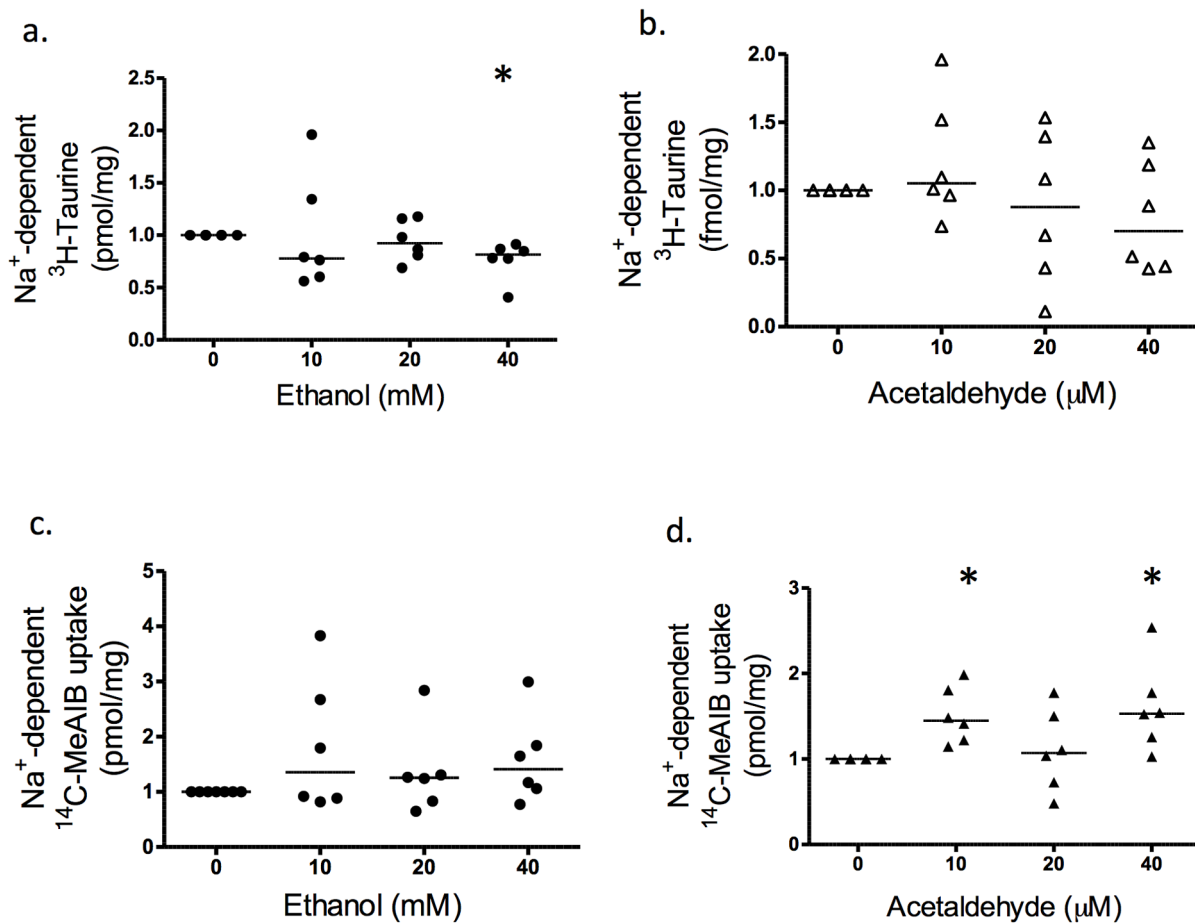 a.
*
Na⁺-dependent
³H-Taurine
(pmol/mg)
2.5
2.0
1.5
1.0
0.5
0.0
0 10 20 40
Ethanol (mM)
b.
Na⁺-dependent
³H-Taurine
(fmol/mg)
2.0
1.5
1.0
0.5
0.0
0 10 20 40
Acetaldehyde (μM)
c.
Na⁺-dependent
¹⁴C-MeAIB uptake
(pmol/mg)
5
4
3
2
1
0
0 10 20 40
Ethanol (mM)
d.
* *
Na⁺-dependent
¹⁴C-MeAIB uptake
(pmol/mg)
3
2
1
0
0 10 20 40
Acetaldehyde (μM)